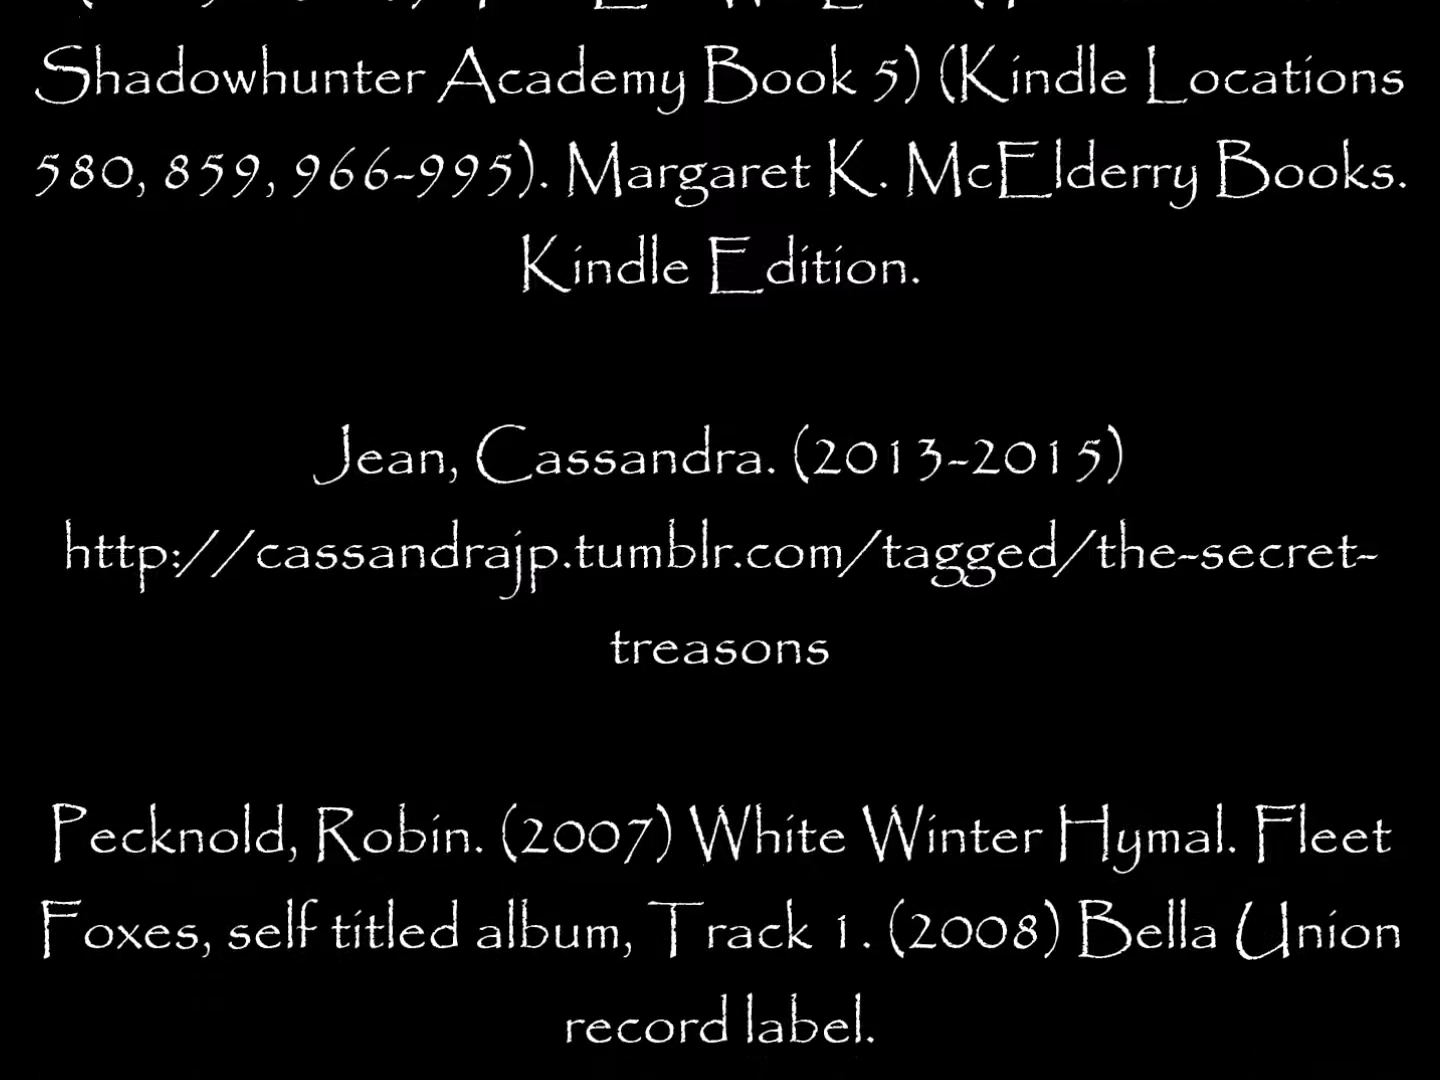 Shadowhunter Academy Book 5) (Kindle Locations
580, 859, 966-995). Margaret K. McElderry Books.
Kindle Edition.
Jean, Cassandra. (2013-2015)
http://cassandrajp.tumblr.com/tagged/the-secret-
treasons
Pecknold, Robin. (2007) White Winter Hymal. Fleet
Foxes, self titled album, Track 1. (2008) Bella Union
record label.